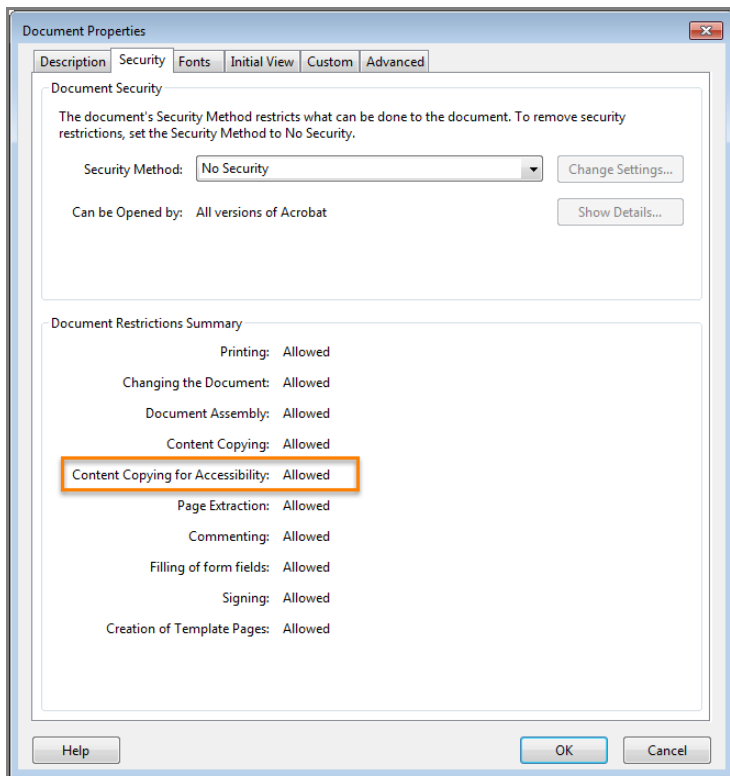 Document Properties
Description Security Fonts Initial View Custom Advanced
Document Security
The document's Security Method restricts what can be done to the document. To remove security
restrictions, set the Security Method to No Security.
Security Method: No Security Change Settings...
Can be Opened by: All versions of Acrobat Show Details...
Document Restrictions Summary
Printing: Allowed
Changing the Document: Allowed
Document Assembly: Allowed
Content Copying: Allowed
Content Copying for Accessibility: Allowed
Page Extraction: Allowed
Commenting: Allowed
Filling of form fields: Allowed
Signing: Allowed
Creation of Template Pages: Allowed
Help OK Cancel